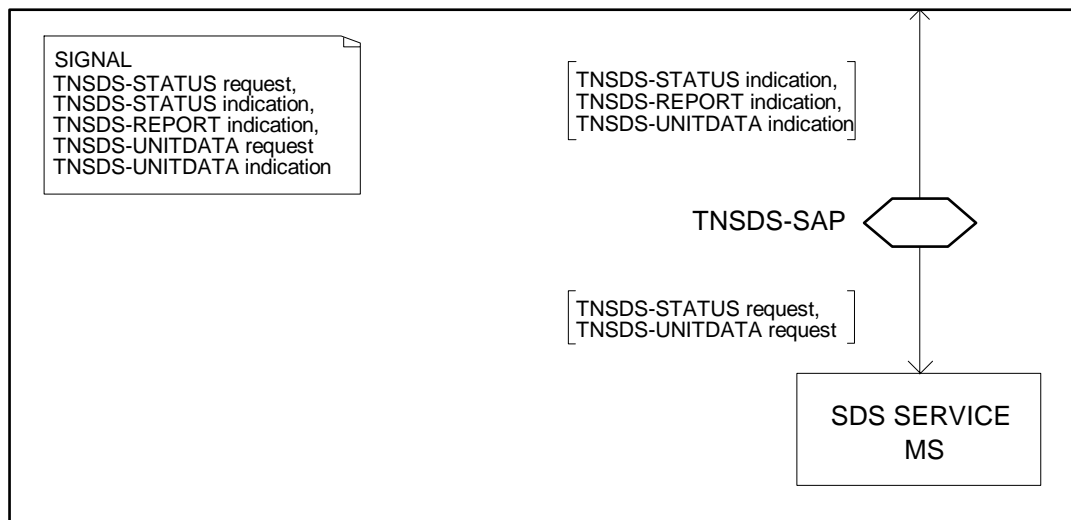 SIGNAL
TNSDS-STATUS request,
TNSDS-STATUS indication,
TNSDS-REPORT indication,
TNSDS-UNITDATA request
TNSDS-UNITDATA indication
TNSDS-STATUS indication,
TNSDS-REPORT indication,
TNSDS-UNITDATA indication
TNSDS-SAP
TNSDS-STATUS request,
TNSDS-UNITDATA request
SDS SERVICE
MS